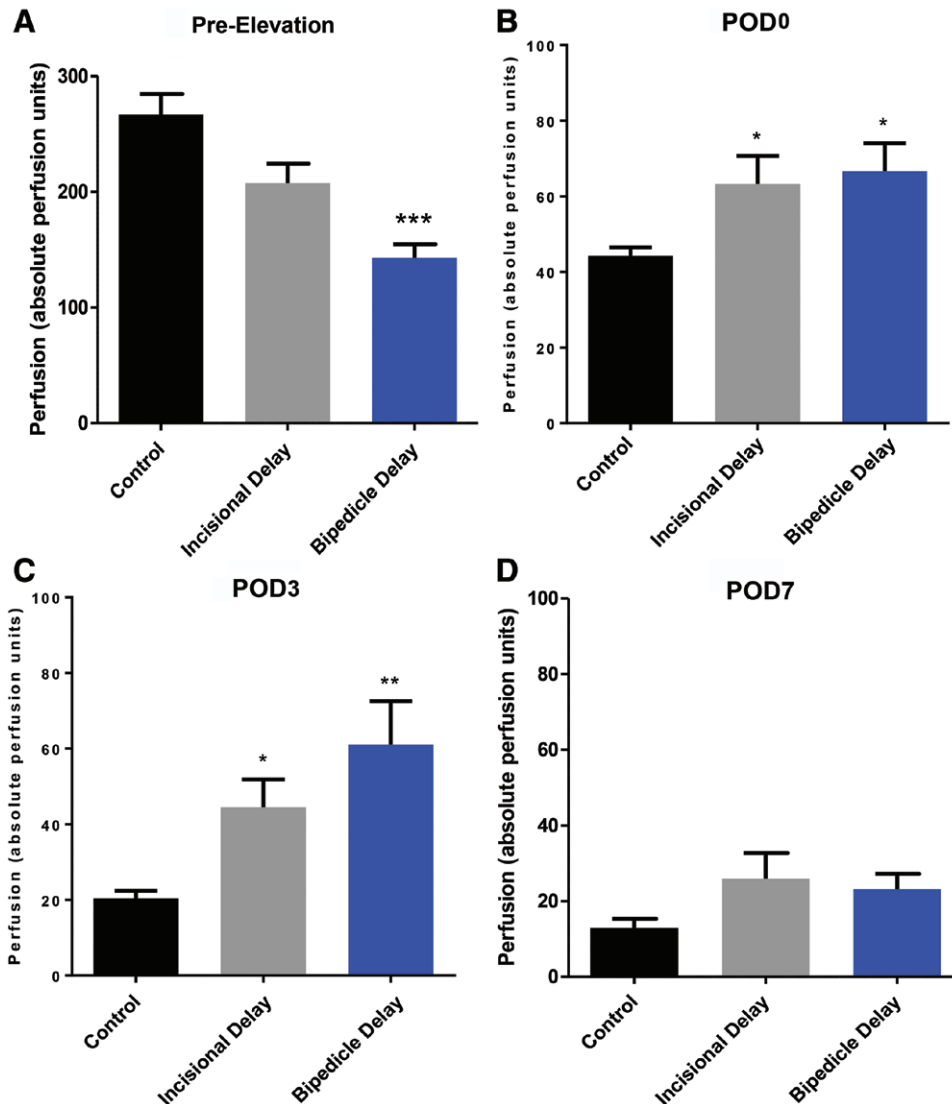 A
Pre-Elevation
Perfusion (absolute perfusion units)
300
200
100
0
***
Control
Incisional Delay
Bipedicle Delay
B
POD0
Perfusion (absolute perfusion units)
100
80
60
40
20
0
*
*
Control
Incisional Delay
Bipedicle Delay
C
POD3
Perfusion (absolute perfusion units)
100
80
60
40
20
0
*
**
Control
Incisional Delay
Bipedicle Delay
D
POD7
Perfusion (absolute perfusion units)
100
80
60
40
20
0
Control
Incisional Delay
Bipedicle Delay